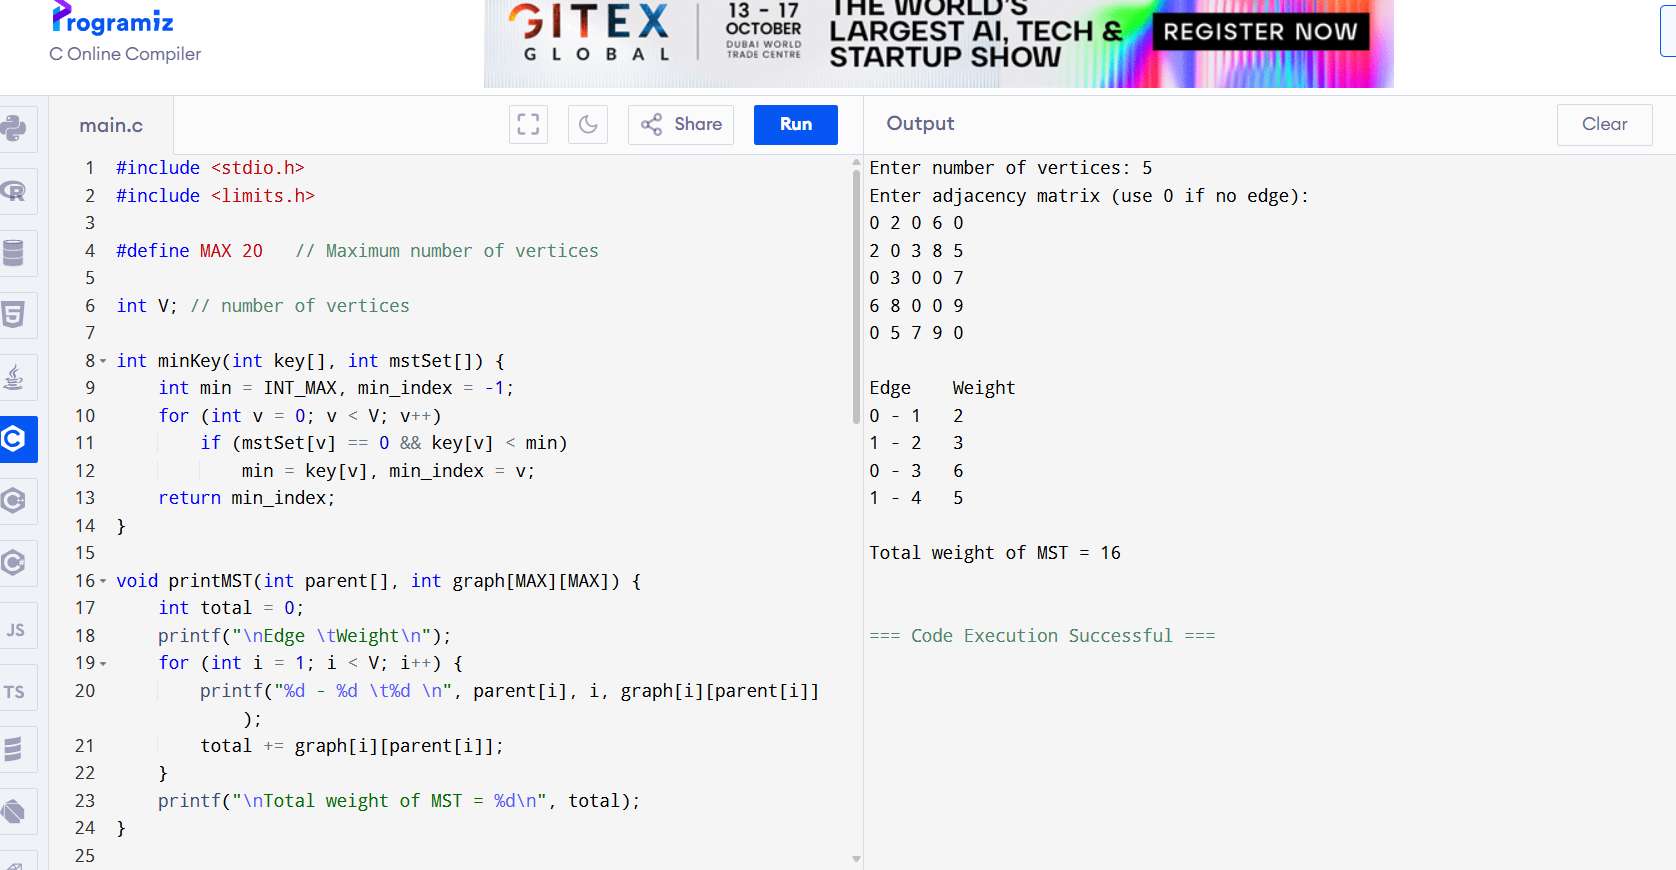 Programiz
C Online Compiler
GITEX
GLOBAL
13 - 17
OCTOBER
DUBAI WORLD
TRADE CENTRE
THE WORLD'S
LARGEST AI, TECH &
STARTUP SHOW
REGISTER NOW
main.c
Share
Run
Output
Clear
1 #include <stdio.h>
2 #include <limits.h>
3
4 #define MAX 20   // Maximum number of vertices
5
6 int V; // number of vertices
7
8 int minKey(int key[], int mstSet[]) {
9     int min = INT_MAX, min_index = -1;
10     for (int v = 0; v < V; v++)
11         if (mstSet[v] == 0 && key[v] < min)
12             min = key[v], min_index = v;
13     return min_index;
14 }
15
16 void printMST(int parent[], int graph[MAX][MAX]) {
17     int total = 0;
18     printf("\nEdge \tWeight\n");
19     for (int i = 1; i < V; i++) {
20         printf("%d - %d \t%d \n", parent[i], i, graph[i][parent[i]]
);
21         total += graph[i][parent[i]];
22     }
23     printf("\nTotal weight of MST = %d\n", total);
24 }
25
Enter number of vertices: 5
Enter adjacency matrix (use 0 if no edge):
0 2 0 6 0
2 0 3 8 5
0 3 0 0 7
6 8 0 0 9
0 5 7 9 0
Edge    Weight
0 - 1   2
1 - 2   3
0 - 3   6
1 - 4   5
Total weight of MST = 16
=== Code Execution Successful ===
R
5
C
C
C
JS
TS